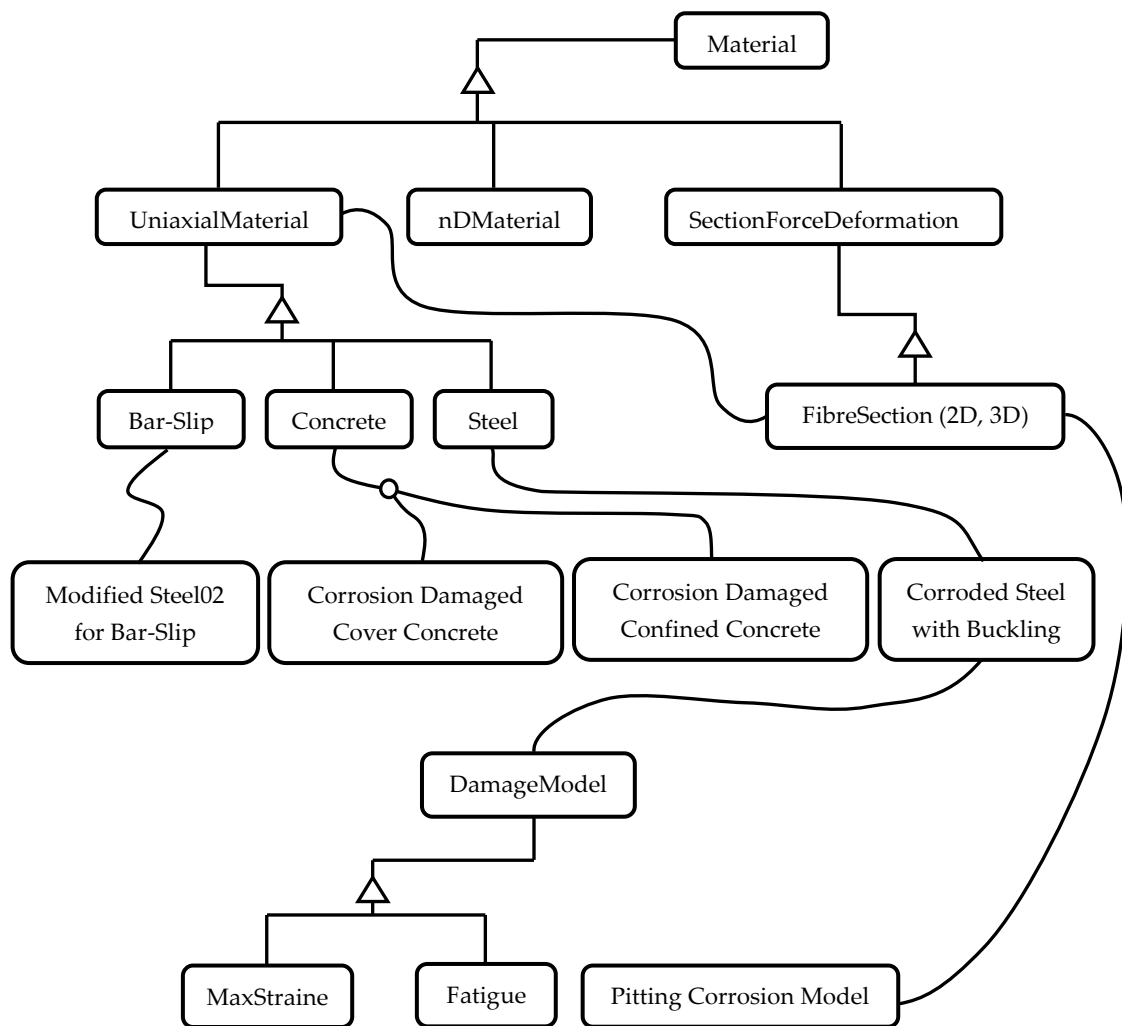 Material
UniaxialMaterial
nDMaterial
SectionForceDeformation
Bar-Slip
Concrete
Steel
FibreSection (2D, 3D)
Modified Steel02
for Bar-Slip
Corrosion Damaged
Cover Concrete
Corrosion Damaged
Confined Concrete
Corroded Steel
with Buckling
DamageModel
MaxStraine
Fatigue
Pitting Corrosion Model